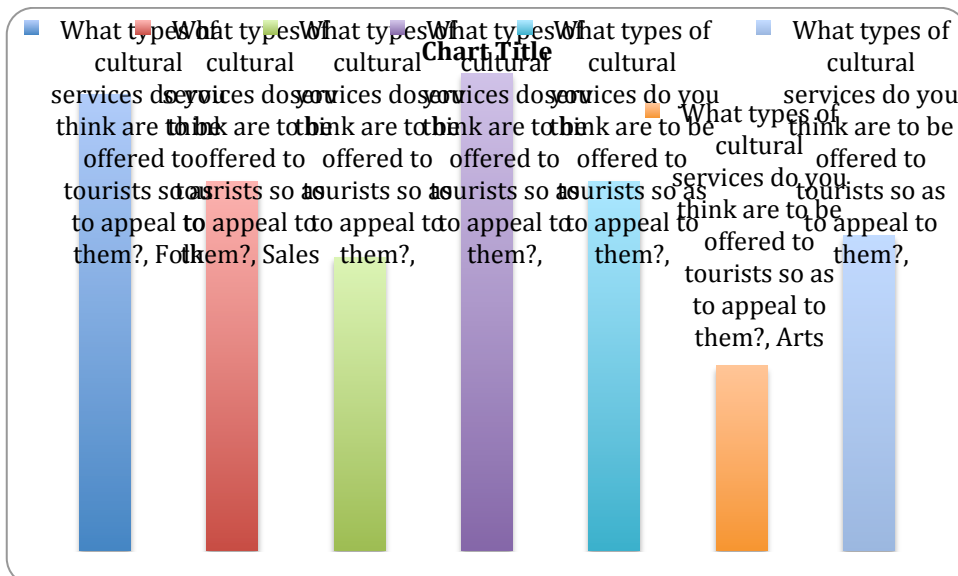 Chart Title
What types of
cultural
services do you
think are to be
offered to
tourists so as
to appeal to
them?, Folk
What types of
cultural
services do you
think are to be
offered to
tourists so as
to appeal to
them?, Sales
What types of
cultural
services do you
think are to be
offered to
tourists so as
to appeal to
them?,
What types of
cultural
services do you
think are to be
offered to
tourists so as
to appeal to
them?,
What types of
cultural
services do you
think are to be
offered to
tourists so as
to appeal to
them?,
What types of
cultural
services do you
think are to be
offered to
tourists so as
to appeal to
them?, Arts
What types of
cultural
services do you
think are to be
offered to
tourists so as
to appeal to
them?,